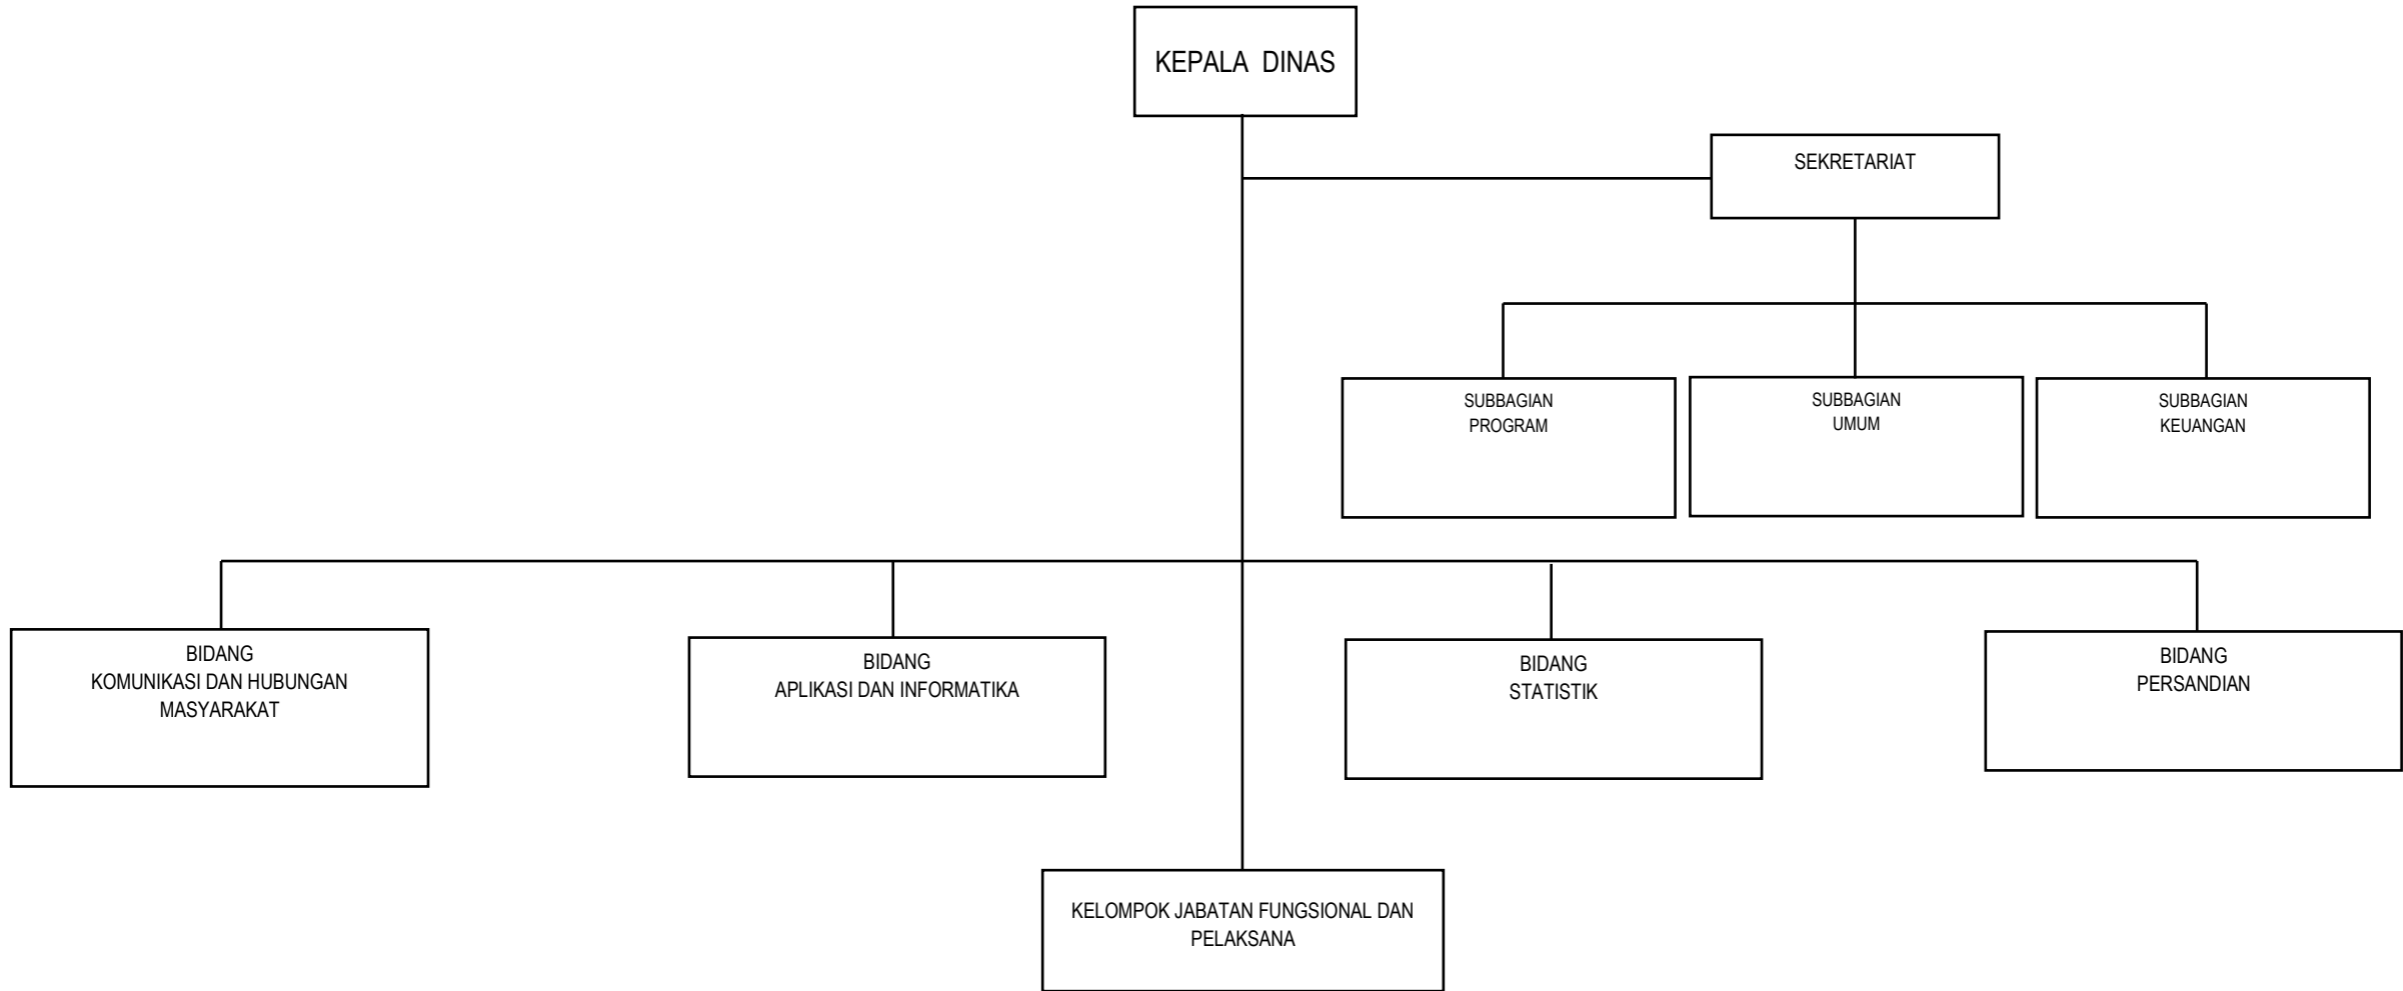 KEPALA DINAS
SEKRETARIAT
SUBBAGIAN
PROGRAM
SUBBAGIAN
UMUM
SUBBAGIAN
KEUANGAN
BIDANG
KOMUNIKASI DAN HUBUNGAN
MASYARAKAT
BIDANG
APLIKASI DAN INFORMATIKA
BIDANG
STATISTIK
BIDANG
PERSANDIAN
KELOMPOK JABATAN FUNGSIONAL DAN
PELAKSANA